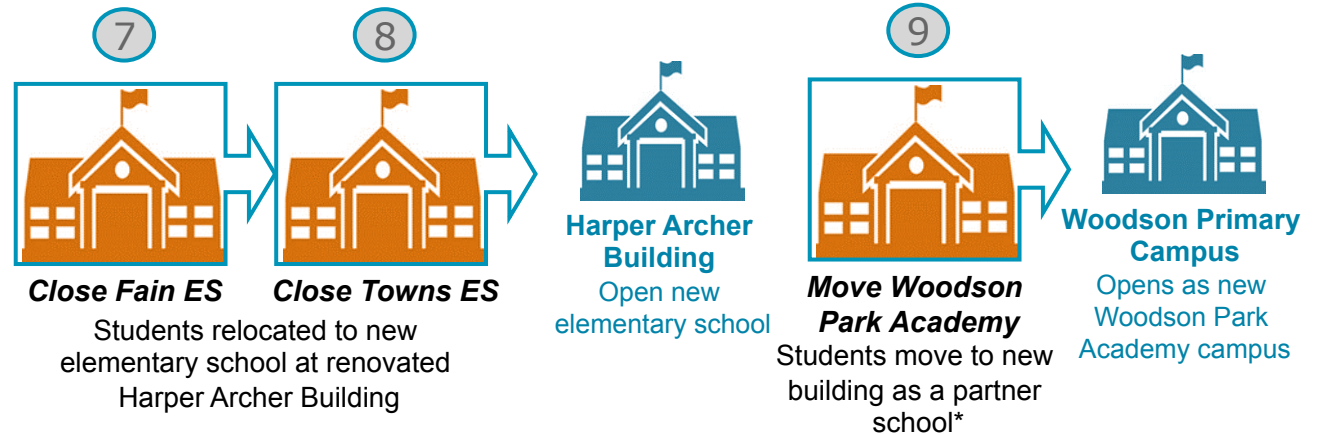 7
8
9
Close Fain ES
Close Towns ES
Students relocated to new
elementary school at renovated
Harper Archer Building
Harper Archer
Building
Open new
elementary school
Move Woodson
Park Academy
Students move to new
building as a partner
school*
Woodson Primary
Campus
Opens as new
Woodson Park
Academy campus